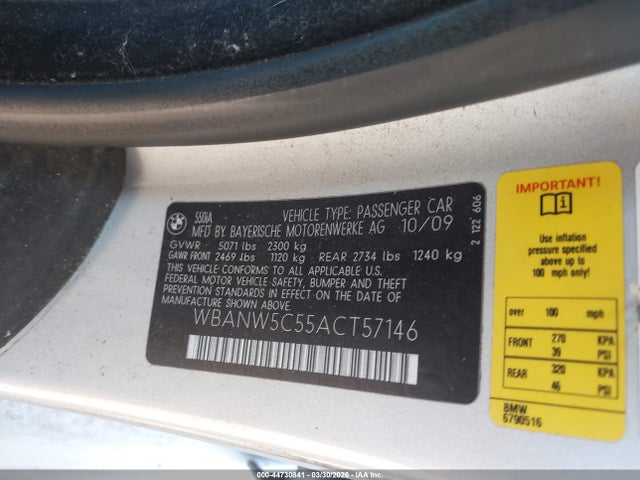 BMW
550iA
VEHICLE TYPE: PASSENGER CAR
MFD BY BAYERISCHE MOTORENWERKE AG 10/09
GVWR 5071 lbs 2300 kg
GAWR FRONT 2469 lbs 1120 kg REAR 2734 lbs 1240 kg
THIS VEHICLE CONFORMS TO ALL APPLICABLE
FEDERAL MOTOR VEHICLE SAFETY, BUMPER AND THEFT
PREVENTION STANDARDS IN EFFECT ON THE DATE OF
MANUFACTURE SHOWN ABOVE.
WBANW5C55ACT57146
2 122 606
IMPORTANT!
i
Use inflation
pressure specified
above up to
100 mph only!
over 100 mph
FRONT 270 KPA
39 PSI
REAR 320 KPA
46 PSI
BMW
6790516
000-44730841 | 03/30/2026 | IAA Inc.